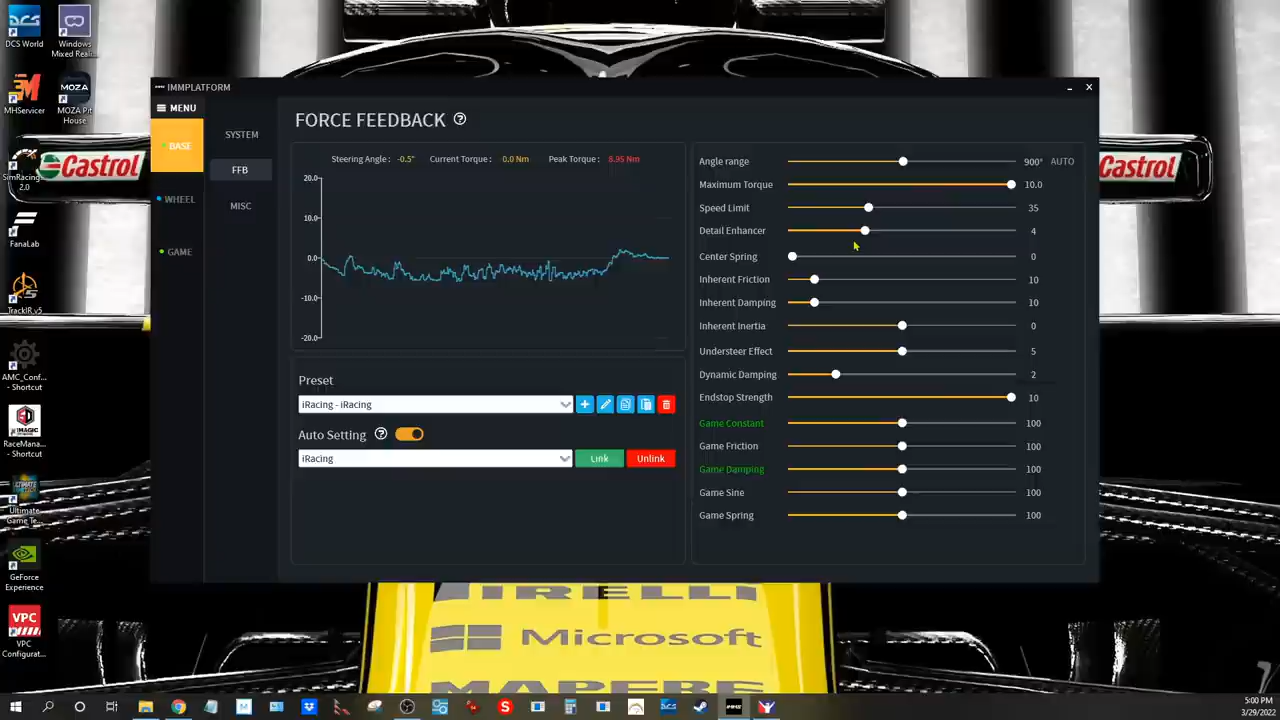 DCS World
Windows
Mixed Reali...
MHServicer
MOZA
MOZA Pit
House
SimRacing
2.0
FanaLab
TrackIR v5
AMC_Conf...
- Shortcut
RaceMana...
- Shortcut
Ultimate
Game Te...
GeForce
Experience
VPC
VPC
Configurat...
Castrol
Castrol
IMMPLATFORM
MENU
BASE
WHEEL
GAME
SYSTEM
FFB
MISC
FORCE FEEDBACK
Steering Angle : -0.5° Current Torque : 0.0 Nm Peak Torque : 8.95 Nm
20.0
10.0
0.0
-10.0
-20.0
Preset
iRacing - iRacing
Auto Setting
iRacing
Link
Unlink
Angle range 900° AUTO
Maximum Torque 10.0
Speed Limit 35
Detail Enhancer 4
Center Spring 0
Inherent Friction 10
Inherent Damping 10
Inherent Inertia 0
Understeer Effect 5
Dynamic Damping 2
Endstop Strength 10
Game Constant 100
Game Friction 100
Game Damping 100
Game Sine 100
Game Spring 100
Microsoft
MAPFRE
5:00 PM
3/29/2022